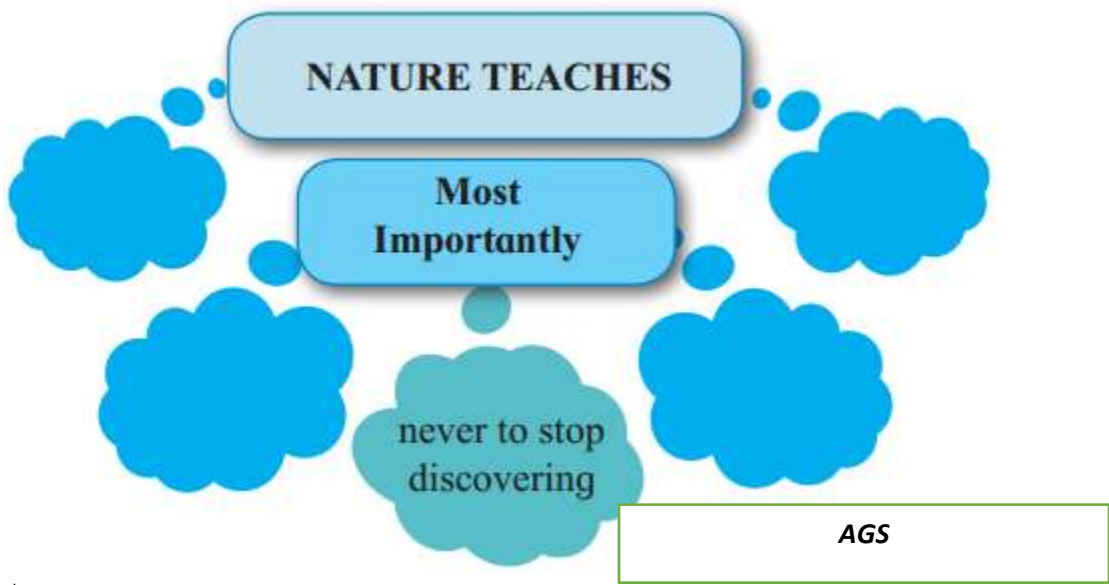 NATURE TEACHES
Most
Importantly
never to stop
discovering
AGS